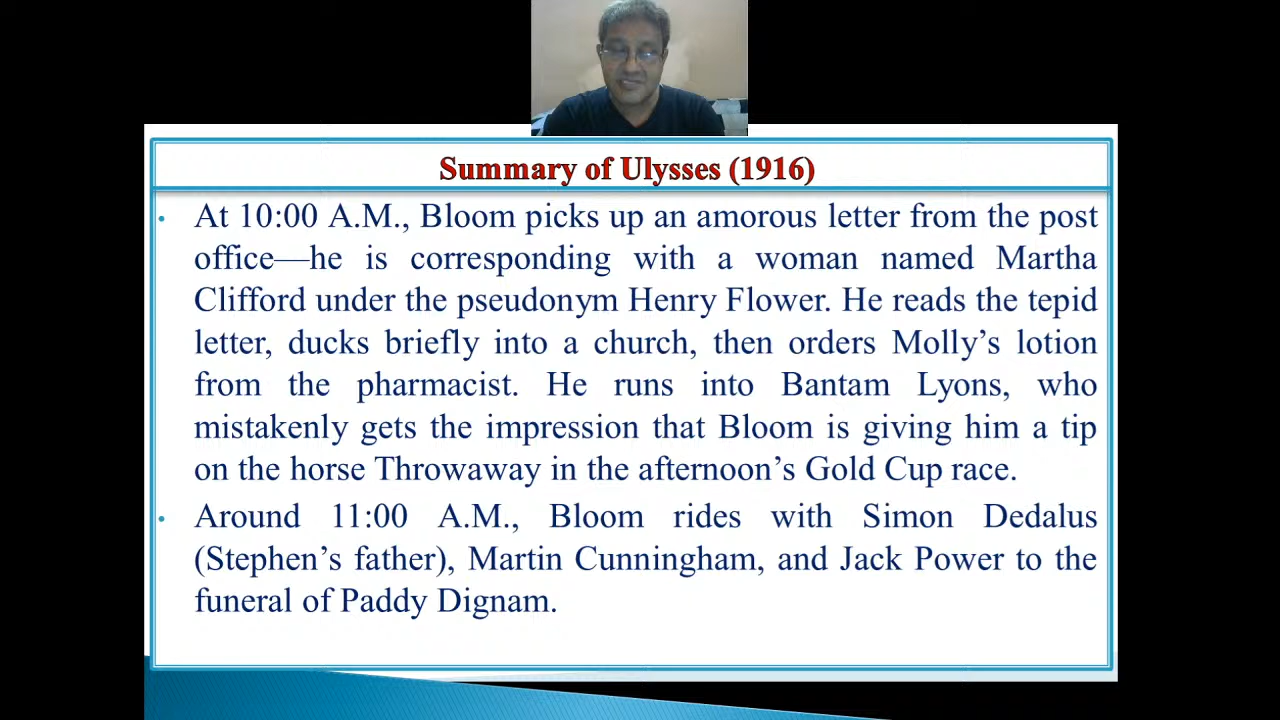 Summary of Ulysses (1916)
• At 10:00 A.M., Bloom picks up an amorous letter from the post
office—he is corresponding with a woman named Martha
Clifford under the pseudonym Henry Flower. He reads the tepid
letter, ducks briefly into a church, then orders Molly’s lotion
from the pharmacist. He runs into Bantam Lyons, who
mistakenly gets the impression that Bloom is giving him a tip
on the horse Throwaway in the afternoon’s Gold Cup race.
• Around 11:00 A.M., Bloom rides with Simon Dedalus
(Stephen’s father), Martin Cunningham, and Jack Power to the
funeral of Paddy Dignam.